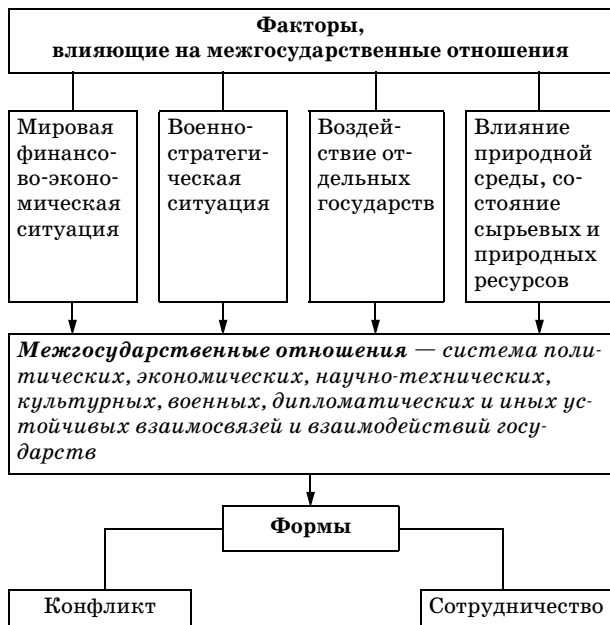 Факторы,
влияющие на межгосударственные отношения
Мировая
финансо-
во-эконо-
мическая
ситуация
Военно-
стратеги-
ческая
ситуация
Воздей-
ствие от-
дельных
государств
Влияние
природной
среды, со-
стояние
сырьевых и
природных
ресурсов
Межгосударственные отношения — система поли-
тических, экономических, научно-технических,
культурных, военных, дипломатических и иных ус-
тойчивых взаимосвязей и взаимодействий госу-
дарств
Формы
Конфликт
Сотрудничество